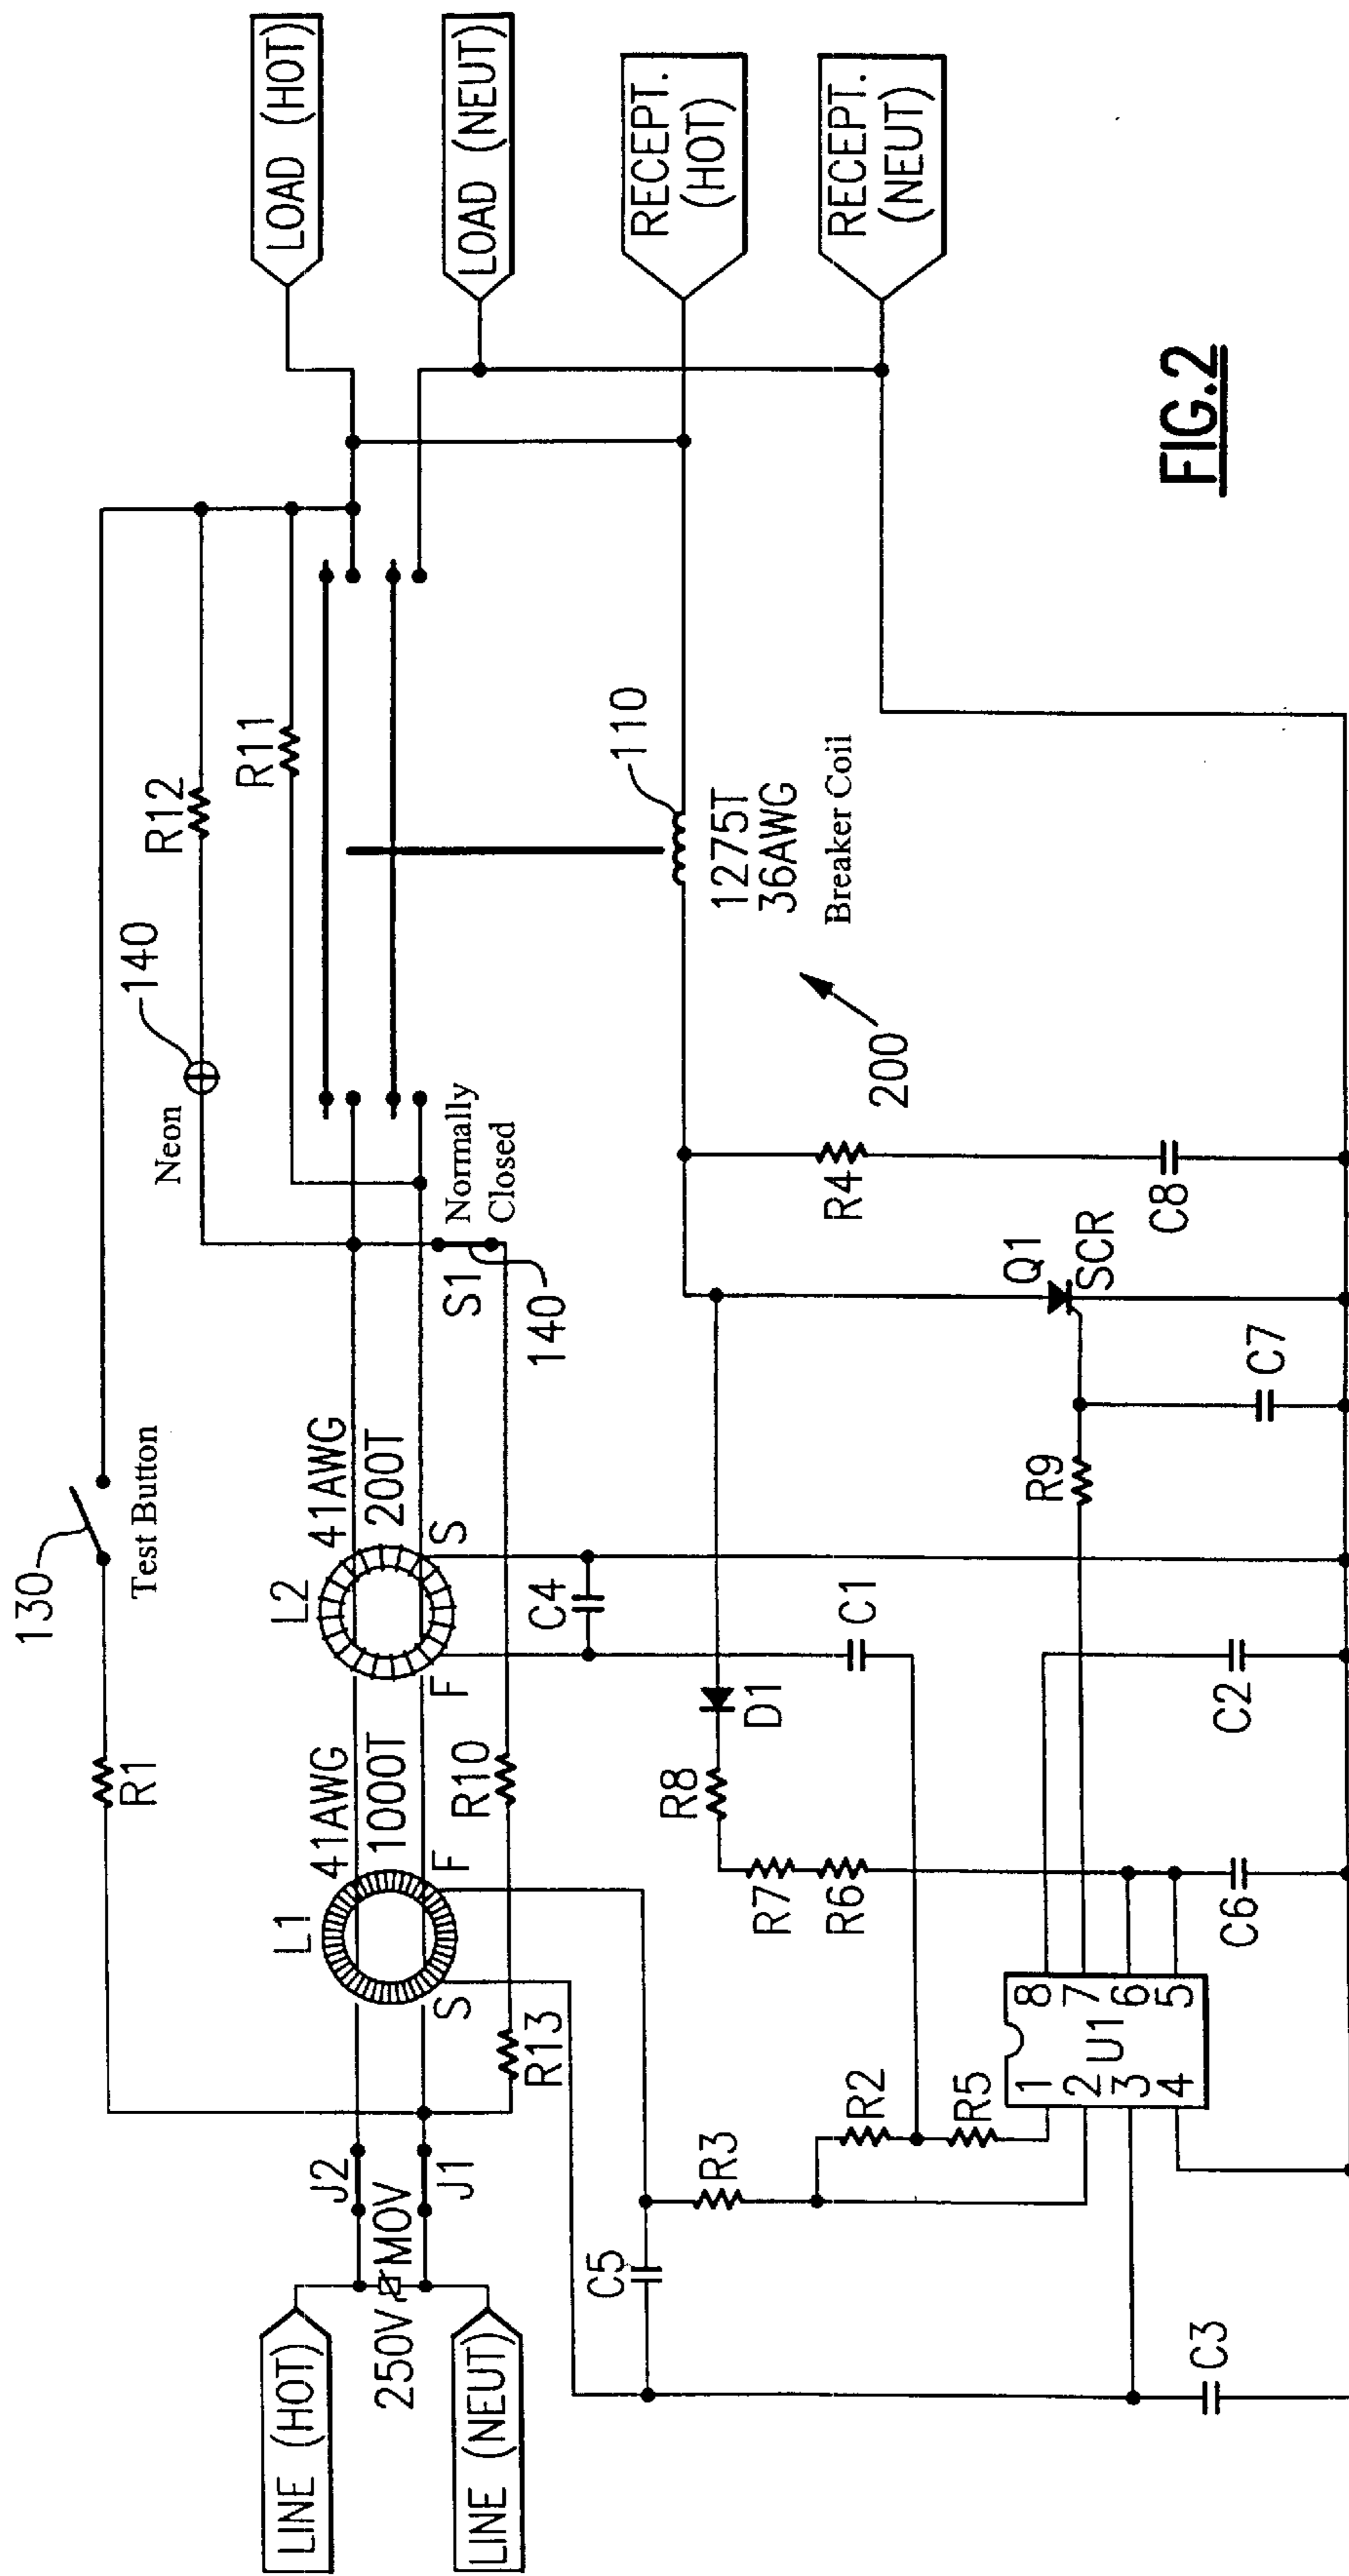 130
Test Button
R1
140
Neon
R12
R11
LOAD (HOT)
LOAD (NEUT)
RECEPT.
(HOT)
RECEPT.
(NEUT)
LINE (HOT)
LINE (NEUT)
250V
MOV
J2
J1
L1
41AWG
1000T
S
F
L2
41AWG
200T
F
S
R13
R10
S1
140
Normally
Closed
110
1275T
36AWG
Breaker Coil
200
C4
C1
C5
R3
R2
R5
R8
D1
R7
R6
R4
C8
Q1
SCR
R9
C7
C2
C6
C3
U1
1
2
3
4
8
7
6
5
FIG.2